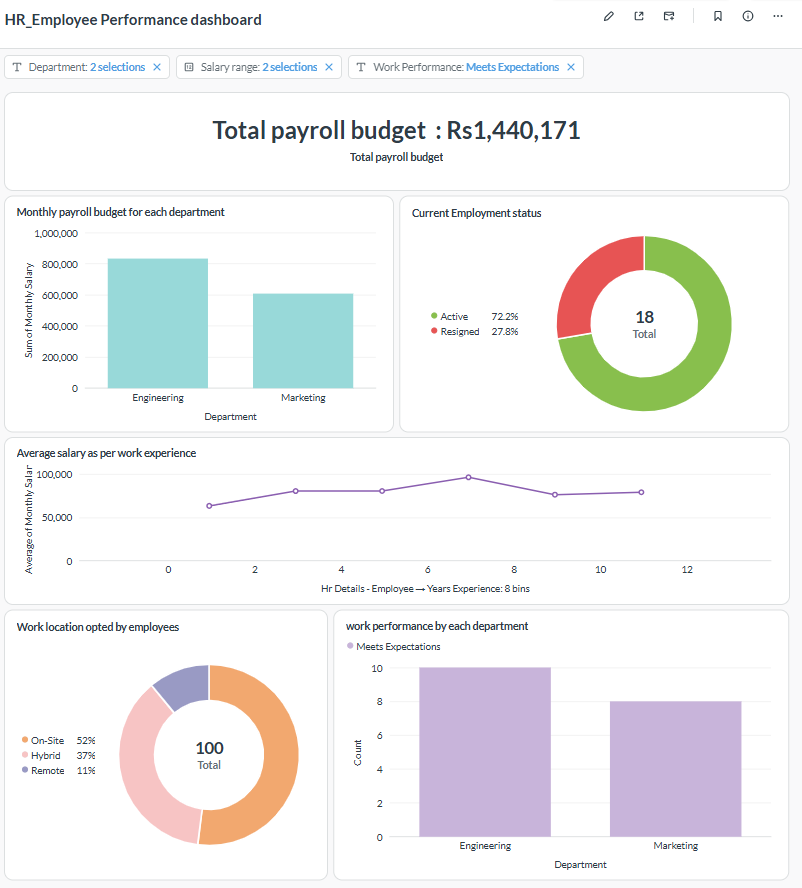 HR_Employee Performance dashboard
Department: 2 selections
Salary range: 2 selections
Work Performance: Meets Expectations
Total payroll budget : Rs1,440,171
Total payroll budget
Monthly payroll budget for each department
Sum of Monthly Salary
1,000,000
800,000
600,000
400,000
200,000
0
Engineering
Marketing
Department
Current Employment status
Active 72.2%
Resigned 27.8%
18
Total
Average salary as per work experience
Average of Monthly Salar
100,000
50,000
0
0 2 4 6 8 10 12
Hr Details - Employee → Years Experience: 8 bins
Work location opted by employees
On-Site 52%
Hybrid 37%
Remote 11%
100
Total
work performance by each department
Meets Expectations
Count
10
8
6
4
2
0
Engineering
Marketing
Department